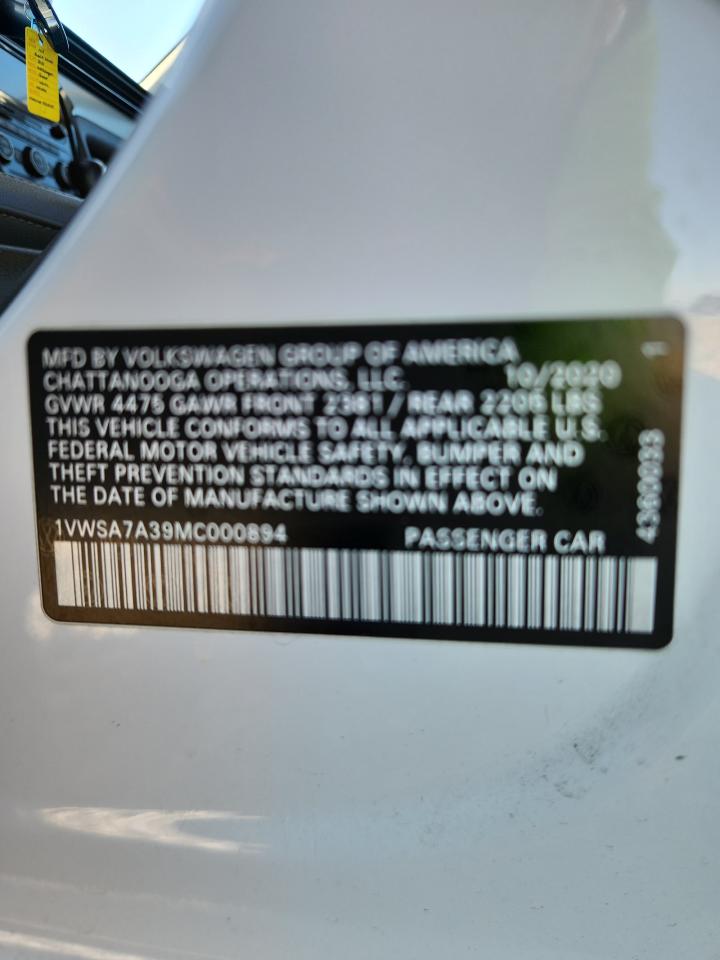 MFD BY VOLKSWAGEN GROUP OF AMERICA
CHATTANOOGA OPERATIONS, LLC. 10/2020
GVWR 4475 GAWR FRONT 2381 / REAR 2205 LBS
THIS VEHICLE CONFORMS TO ALL APPLICABLE U.S.
FEDERAL MOTOR VEHICLE SAFETY, BUMPER AND
THEFT PREVENTION STANDARDS IN EFFECT ON
THE DATE OF MANUFACTURE SHOWN ABOVE.
1VWSA7A39MC000894 PASSENGER CAR
1